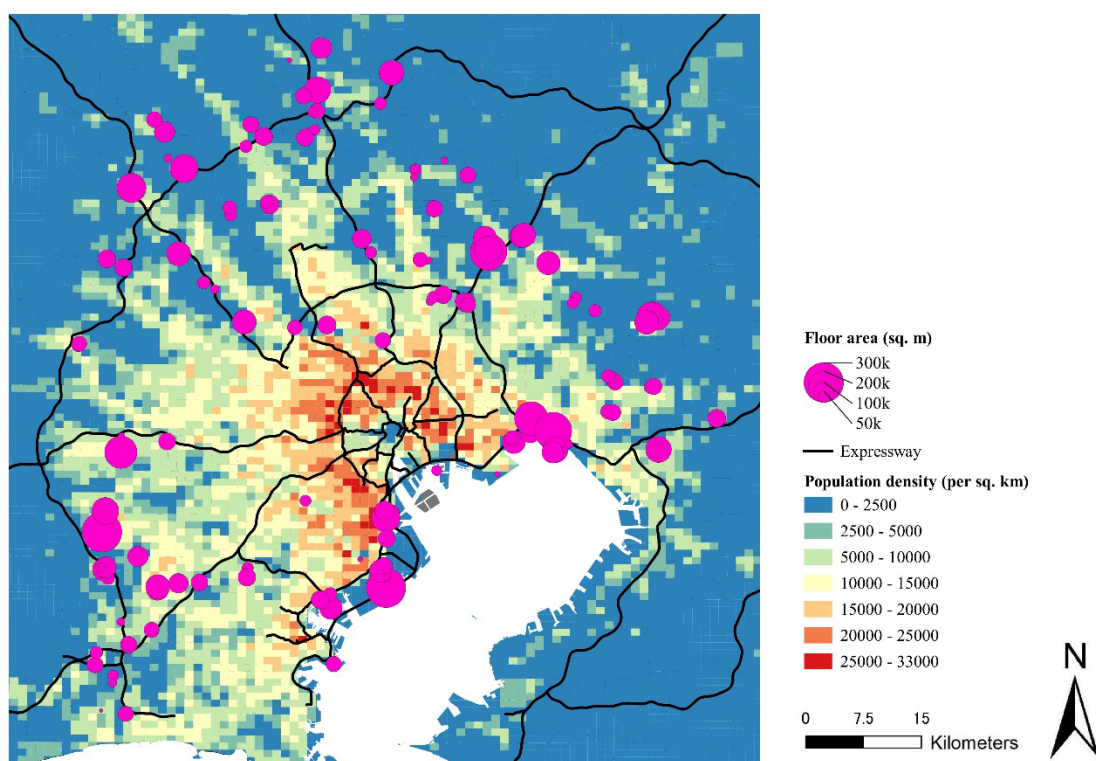 Floor area (sq. m)
300k
200k
100k
50k
Expressway
Population density (per sq. km)
0 - 2500
2500 - 5000
5000 - 10000
10000 - 15000
15000 - 20000
20000 - 25000
25000 - 33000
N
0 7.5 15
Kilometers